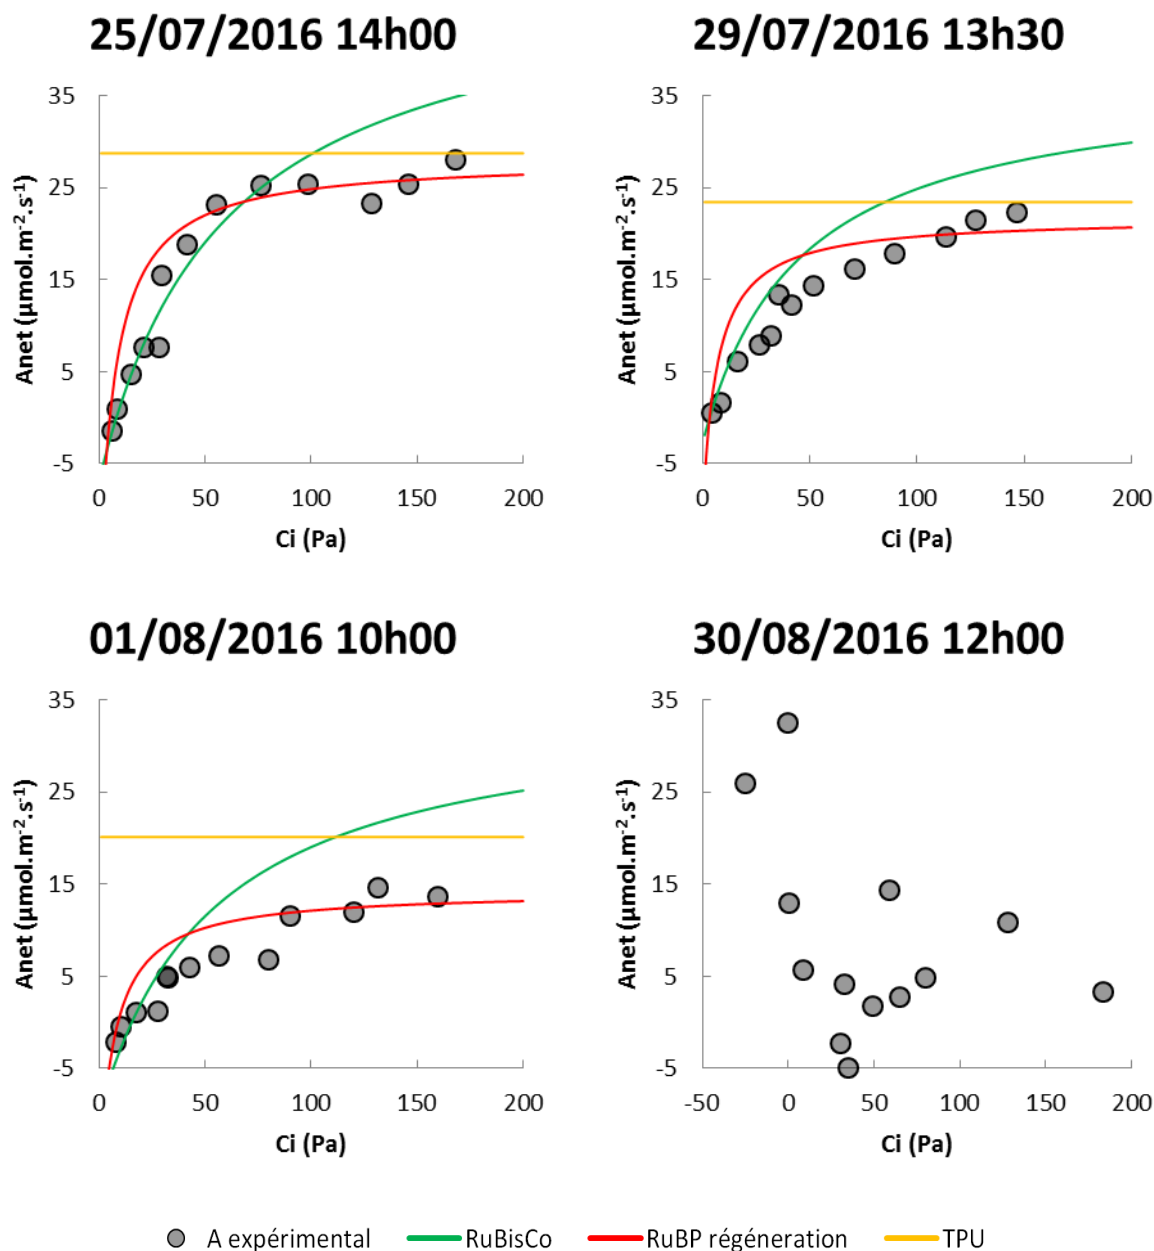 25/07/2016 14h00
29/07/2016 13h30
35
25
15
5
-5
0
50
100
150
200
Anet (µmol.m⁻².s⁻¹)
Ci (Pa)
35
25
15
5
-5
0
50
100
150
200
Anet (µmol.m⁻².s⁻¹)
Ci (Pa)
01/08/2016 10h00
30/08/2016 12h00
35
25
15
5
-5
0
50
100
150
200
Anet (µmol.m⁻².s⁻¹)
Ci (Pa)
35
25
15
5
-5
-50
0
50
100
150
200
Anet (µmol.m⁻².s⁻¹)
Ci (Pa)
A expérimental
RuBisCo
RuBP régéneration
TPU